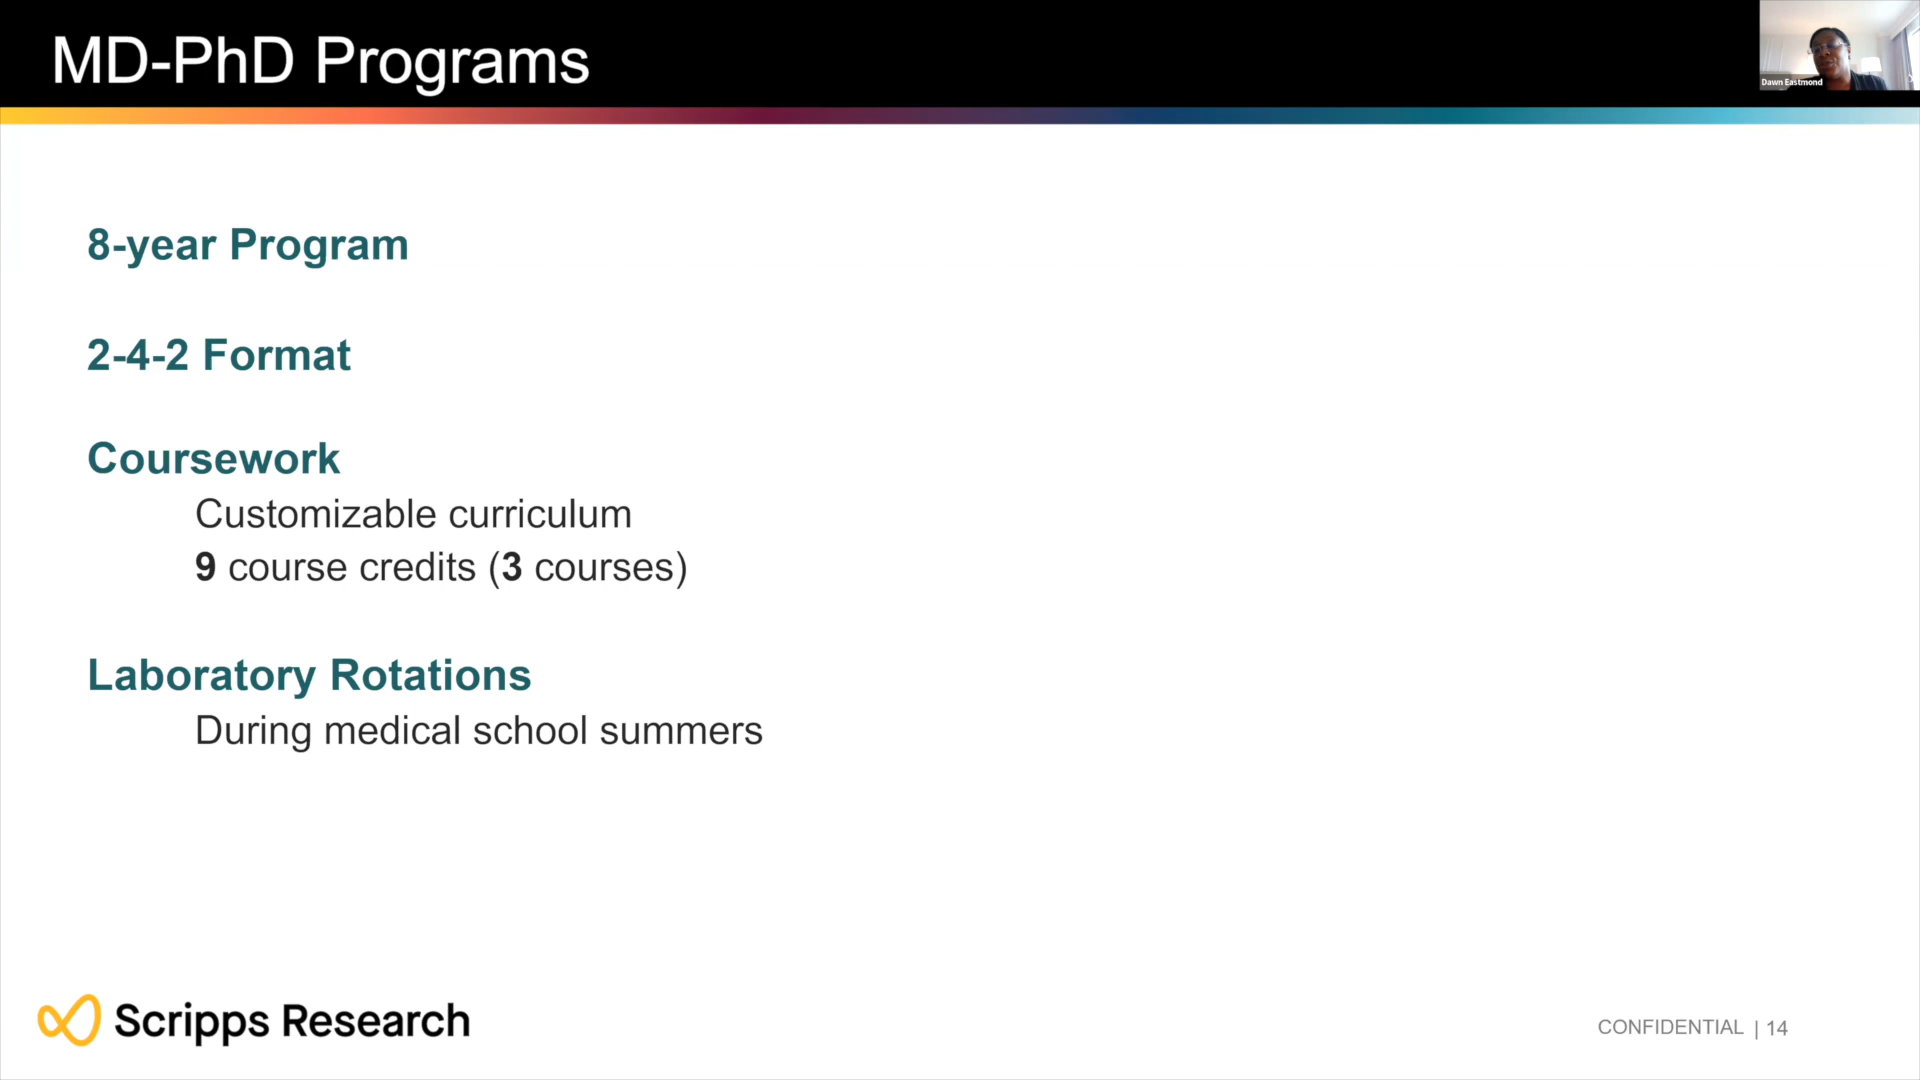 MD-PhD Programs
Dawn Eastmond
8-year Program
2-4-2 Format
Coursework
Customizable curriculum
9 course credits (3 courses)
Laboratory Rotations
During medical school summers
Scripps Research
CONFIDENTIAL | 14